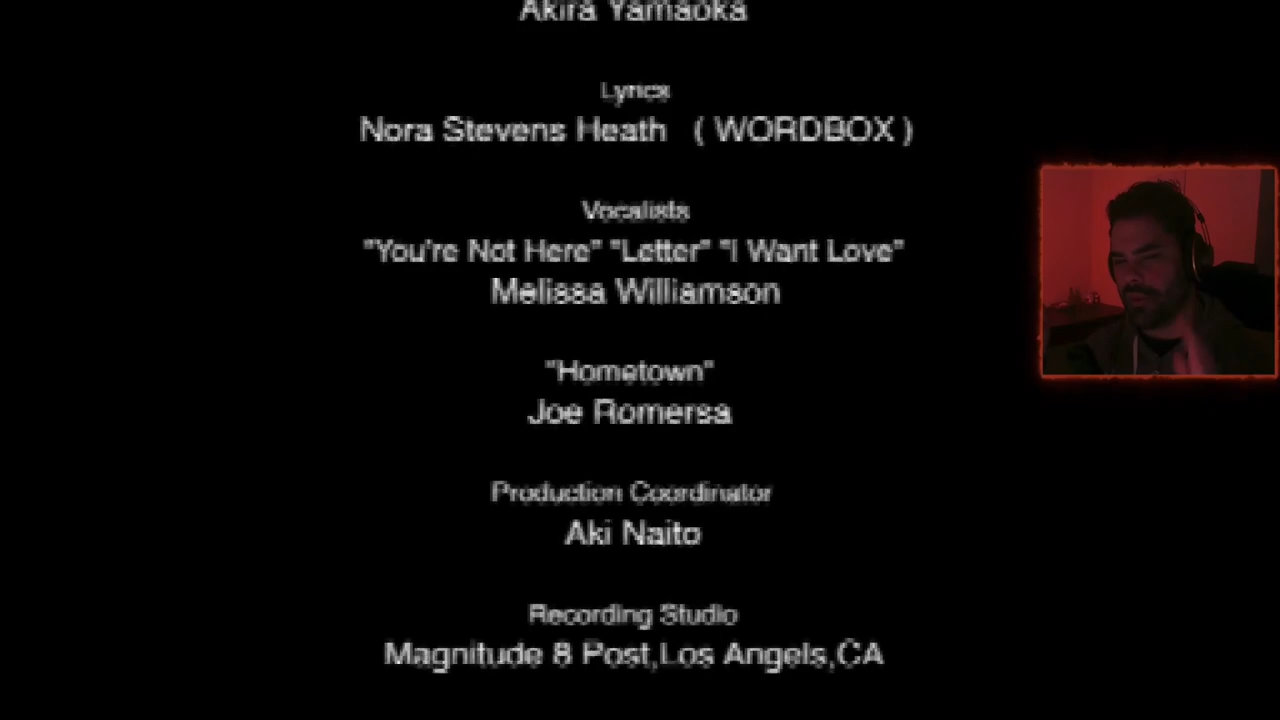 Akira Yamaoka
Lyrics
Nora Stevens Heath ( WORDBOX )
Vocalists
"You're Not Here" "Letter" "I Want Love"
Melissa Williamson
"Hometown"
Joe Romersa
Production Coordinator
Aki Naito
Recording Studio
Magnitude 8 Post,Los Angels,CA